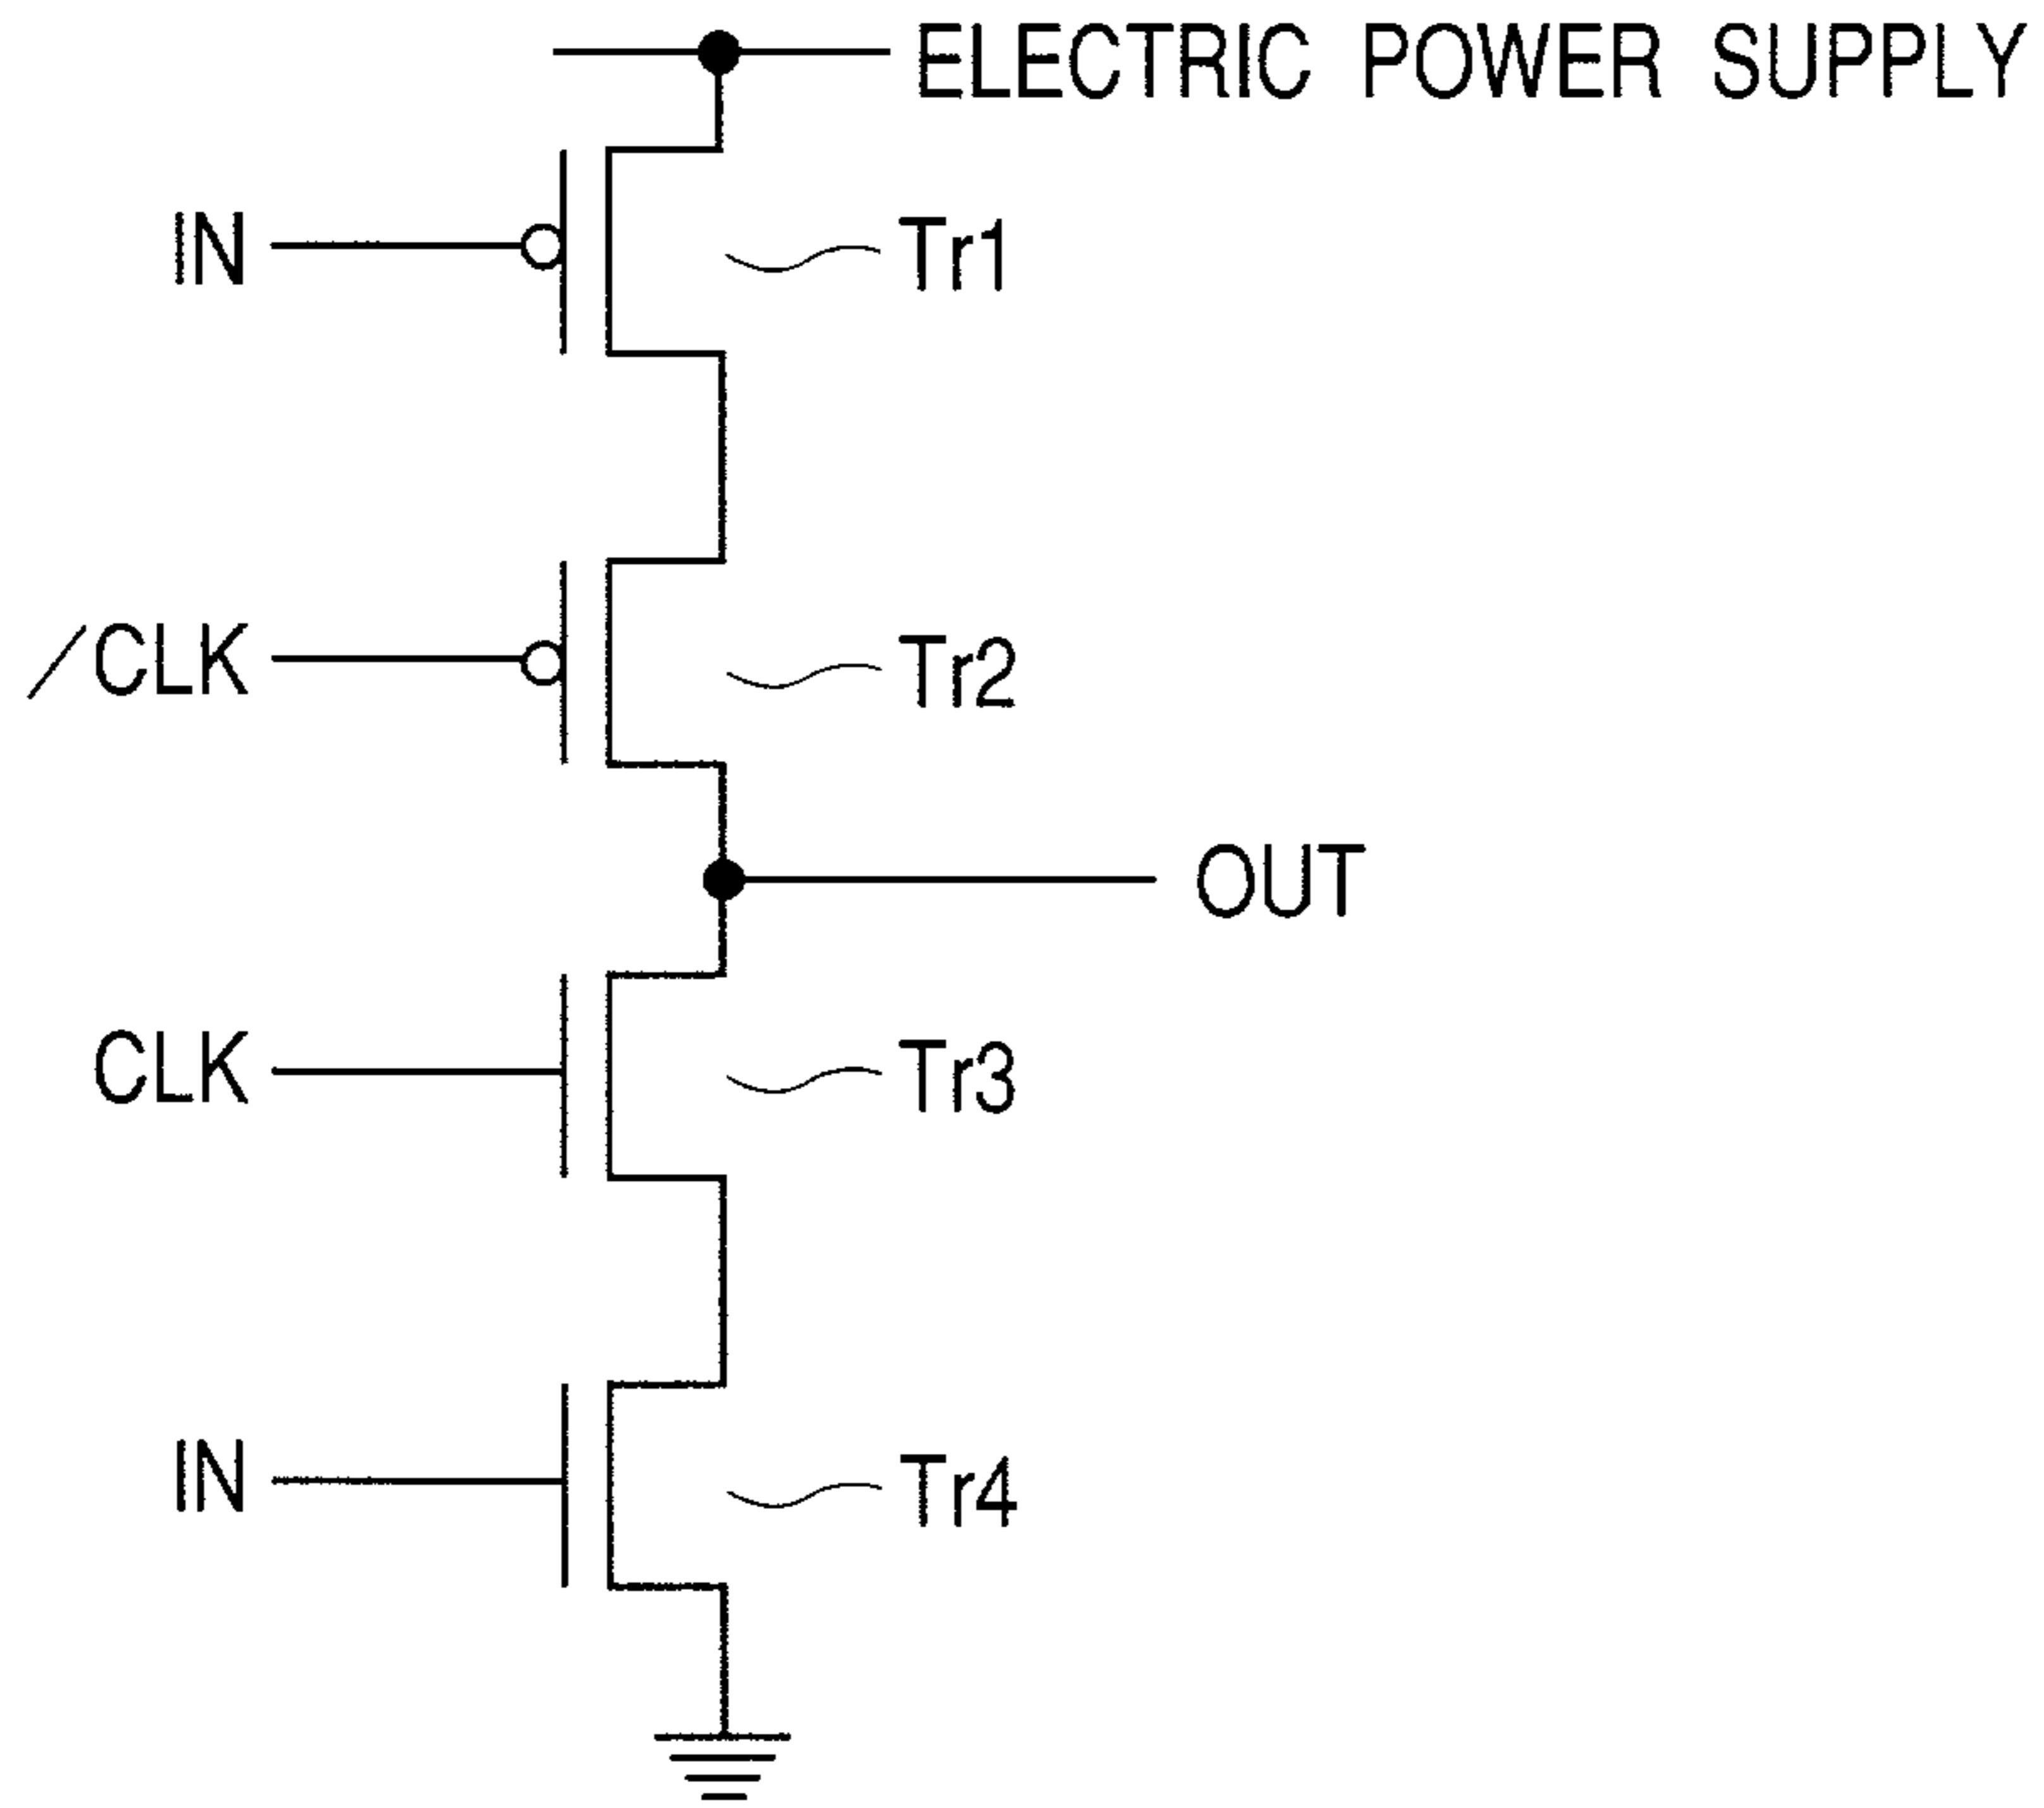 ELECTRIC POWER SUPPLY
IN
Tr1
/CLK
Tr2
OUT
CLK
Tr3
IN
Tr4